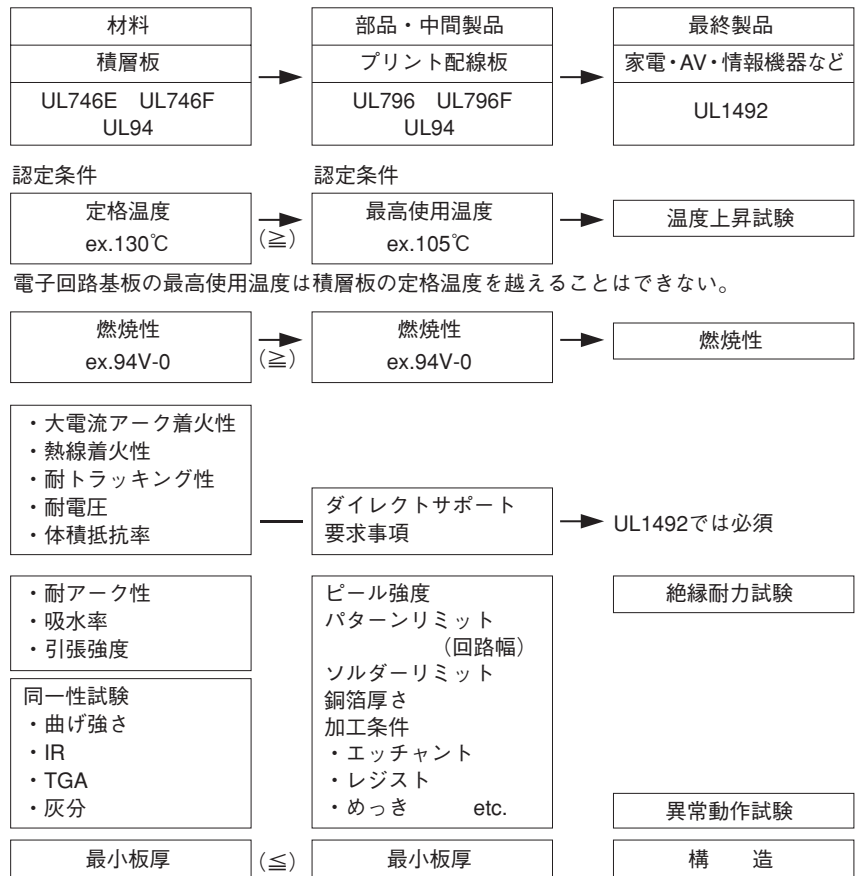 材料
部品・中間製品
最終製品
積層板
プリント配線板
家電・AV・情報機器など
UL746E UL746F
UL94
UL796 UL796F
UL94
UL1492
認定条件
認定条件
定格温度
ex.130℃
(≧)
最高使用温度
ex.105℃
温度上昇試験
電子回路基板の最高使用温度は積層板の定格温度を越えることはできない。
燃焼性
ex.94V-0
(≧)
燃焼性
ex.94V-0
燃焼性
・大電流アーク着火性
・熱線着火性
・耐トラッキング性
・耐電圧
・体積抵抗率
ダイレクトサポート
要求事項
UL1492では必須
・耐アーク性
・吸水率
・引張強度
同一性試験
・曲げ強さ
・IR
・TGA
・灰分
ピール強度
パターンリミット
(回路幅)
ソルダーリミット
銅箔厚さ
加工条件
・エッチャント
・レジスト
・めっき etc.
絶縁耐力試験
異常動作試験
最小板厚
(≦)
最小板厚
構 造